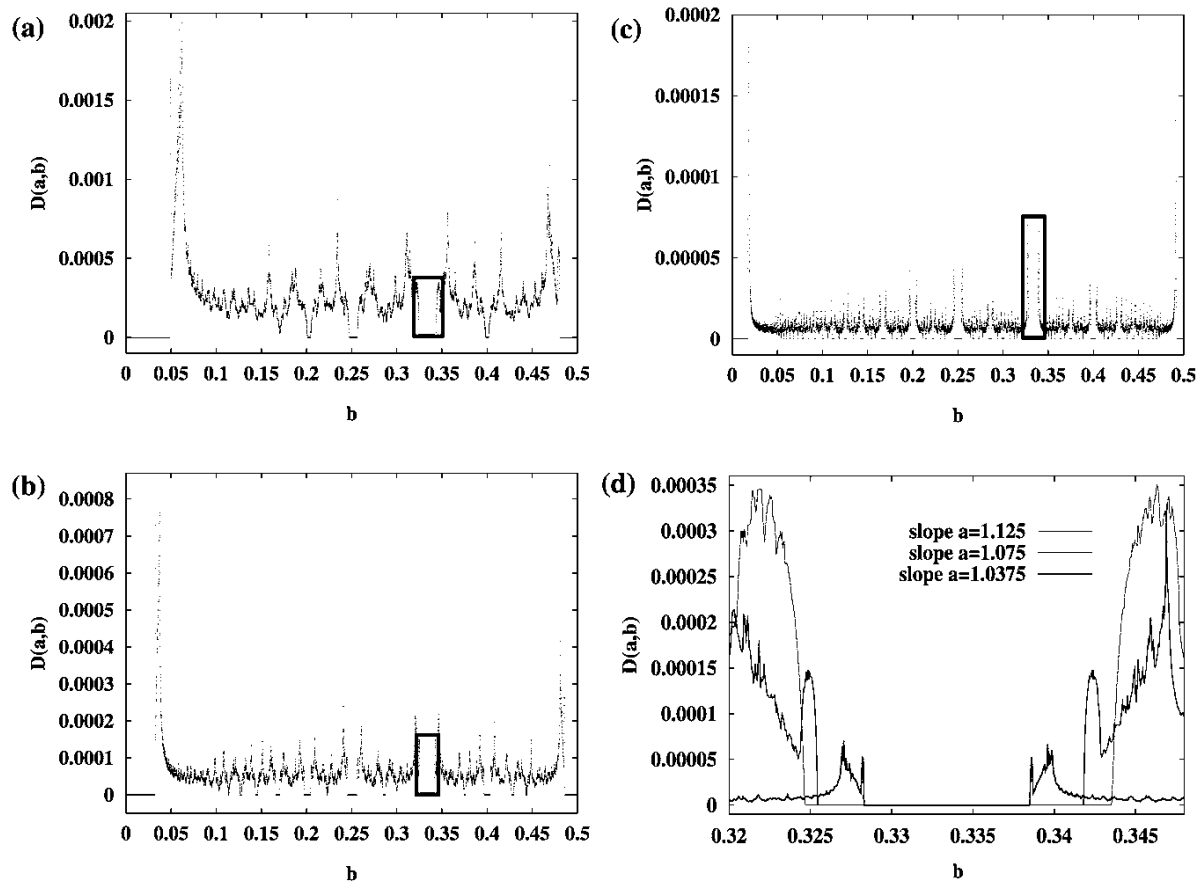 (a)
0.002
0.0015
0.001
0.0005
0
D(a,b)
0 0.05 0.1 0.15 0.2 0.25 0.3 0.35 0.4 0.45 0.5
b
(c)
0.0002
0.00015
0.0001
0.00005
0
D(a,b)
0 0.05 0.1 0.15 0.2 0.25 0.3 0.35 0.4 0.45 0.5
b
(b)
0.0008
0.0007
0.0006
0.0005
0.0004
0.0003
0.0002
0.0001
0
D(a,b)
0 0.05 0.1 0.15 0.2 0.25 0.3 0.35 0.4 0.45 0.5
b
(d)
0.00035
0.0003
0.00025
0.0002
0.00015
0.0001
0.00005
0
D(a,b)
slope a=1.125
slope a=1.075
slope a=1.0375
0.32 0.325 0.33 0.335 0.34 0.345
b